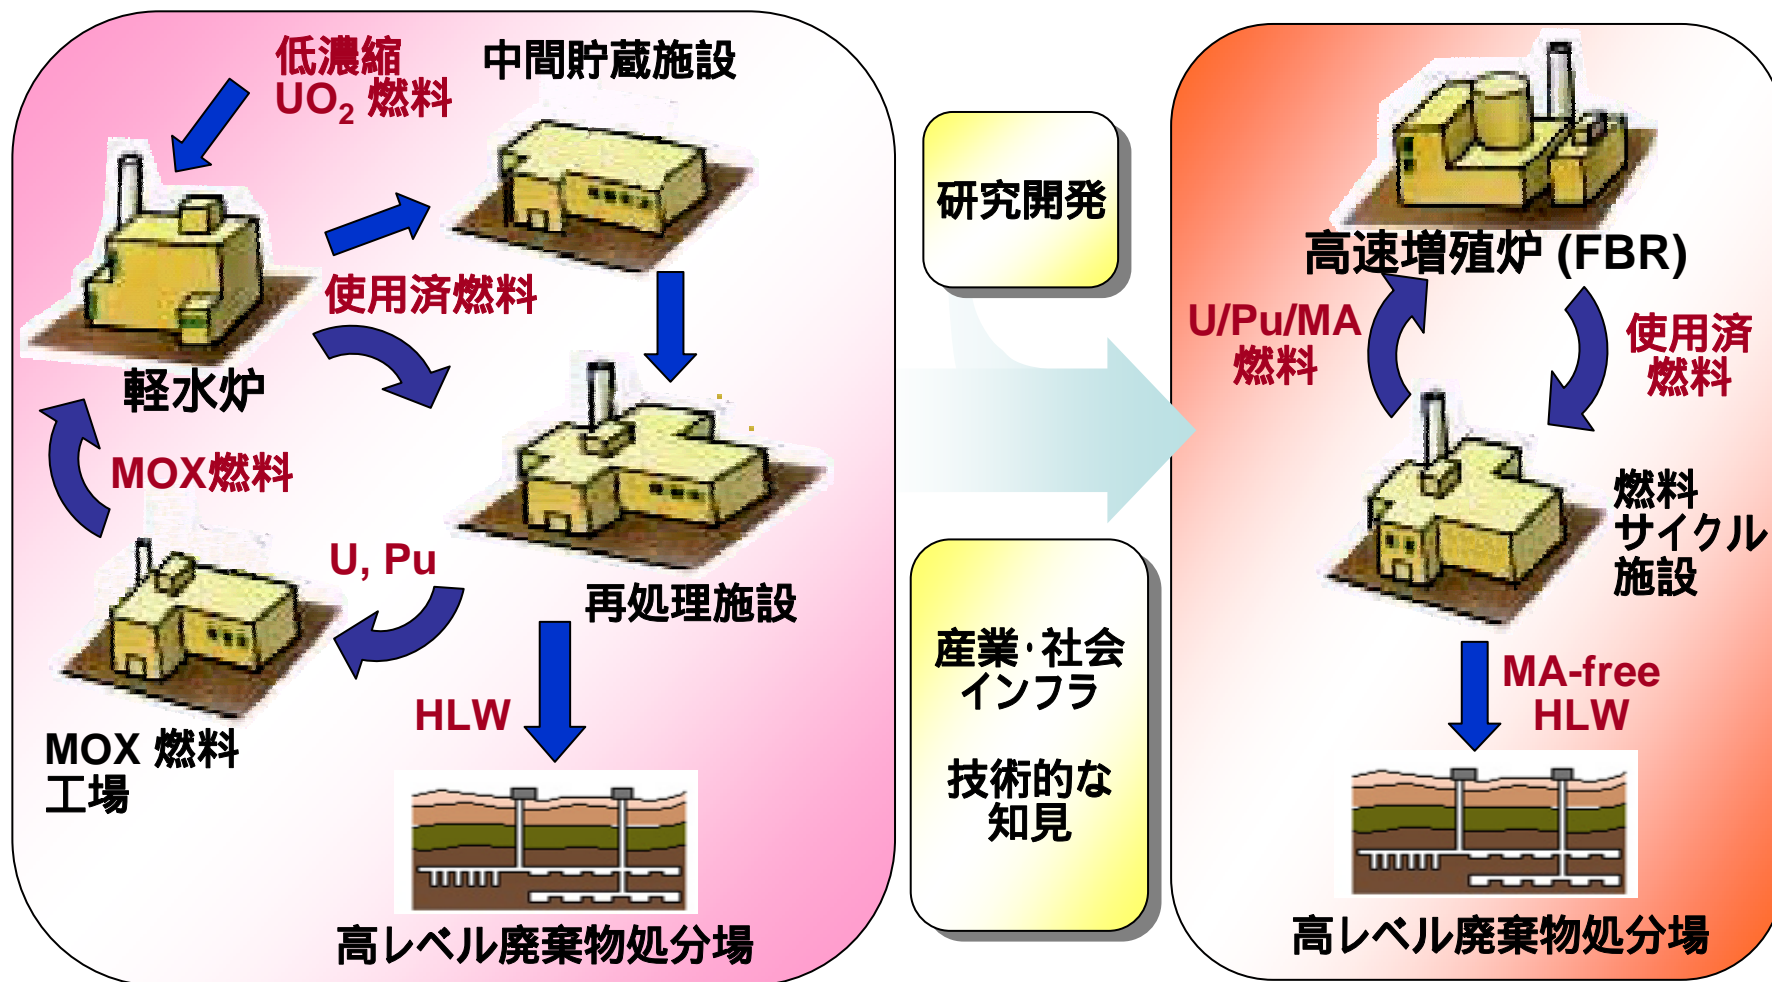 低濃縮
UO₂ 燃料
中間貯蔵施設
使用済燃料
軽水炉
MOX燃料
U, Pu
再処理施設
HLW
MOX 燃料
工場
高レベル廃棄物処分場
研究開発
産業・社会
インフラ
技術的な
知見
高速増殖炉 (FBR)
U/Pu/MA
燃料
使用済
燃料
燃料
サイクル
施設
MA-free
HLW
高レベル廃棄物処分場